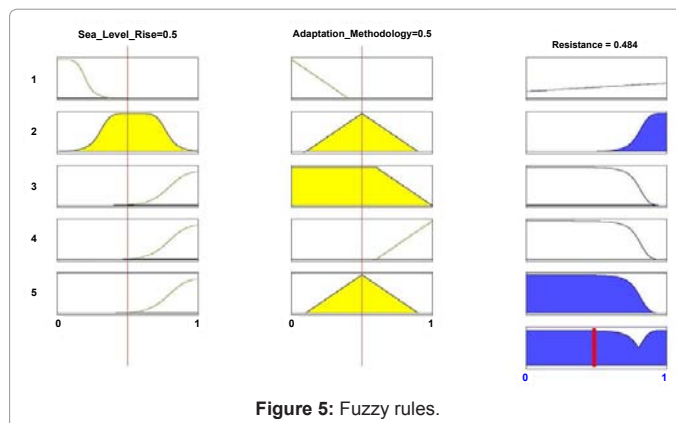 Sea_Level_Rise=0.5
Adaptation_Methodology=0.5
Resistance = 0.484
1
2
3
4
5
0 1
0 1
0 1
Figure 5: Fuzzy rules.